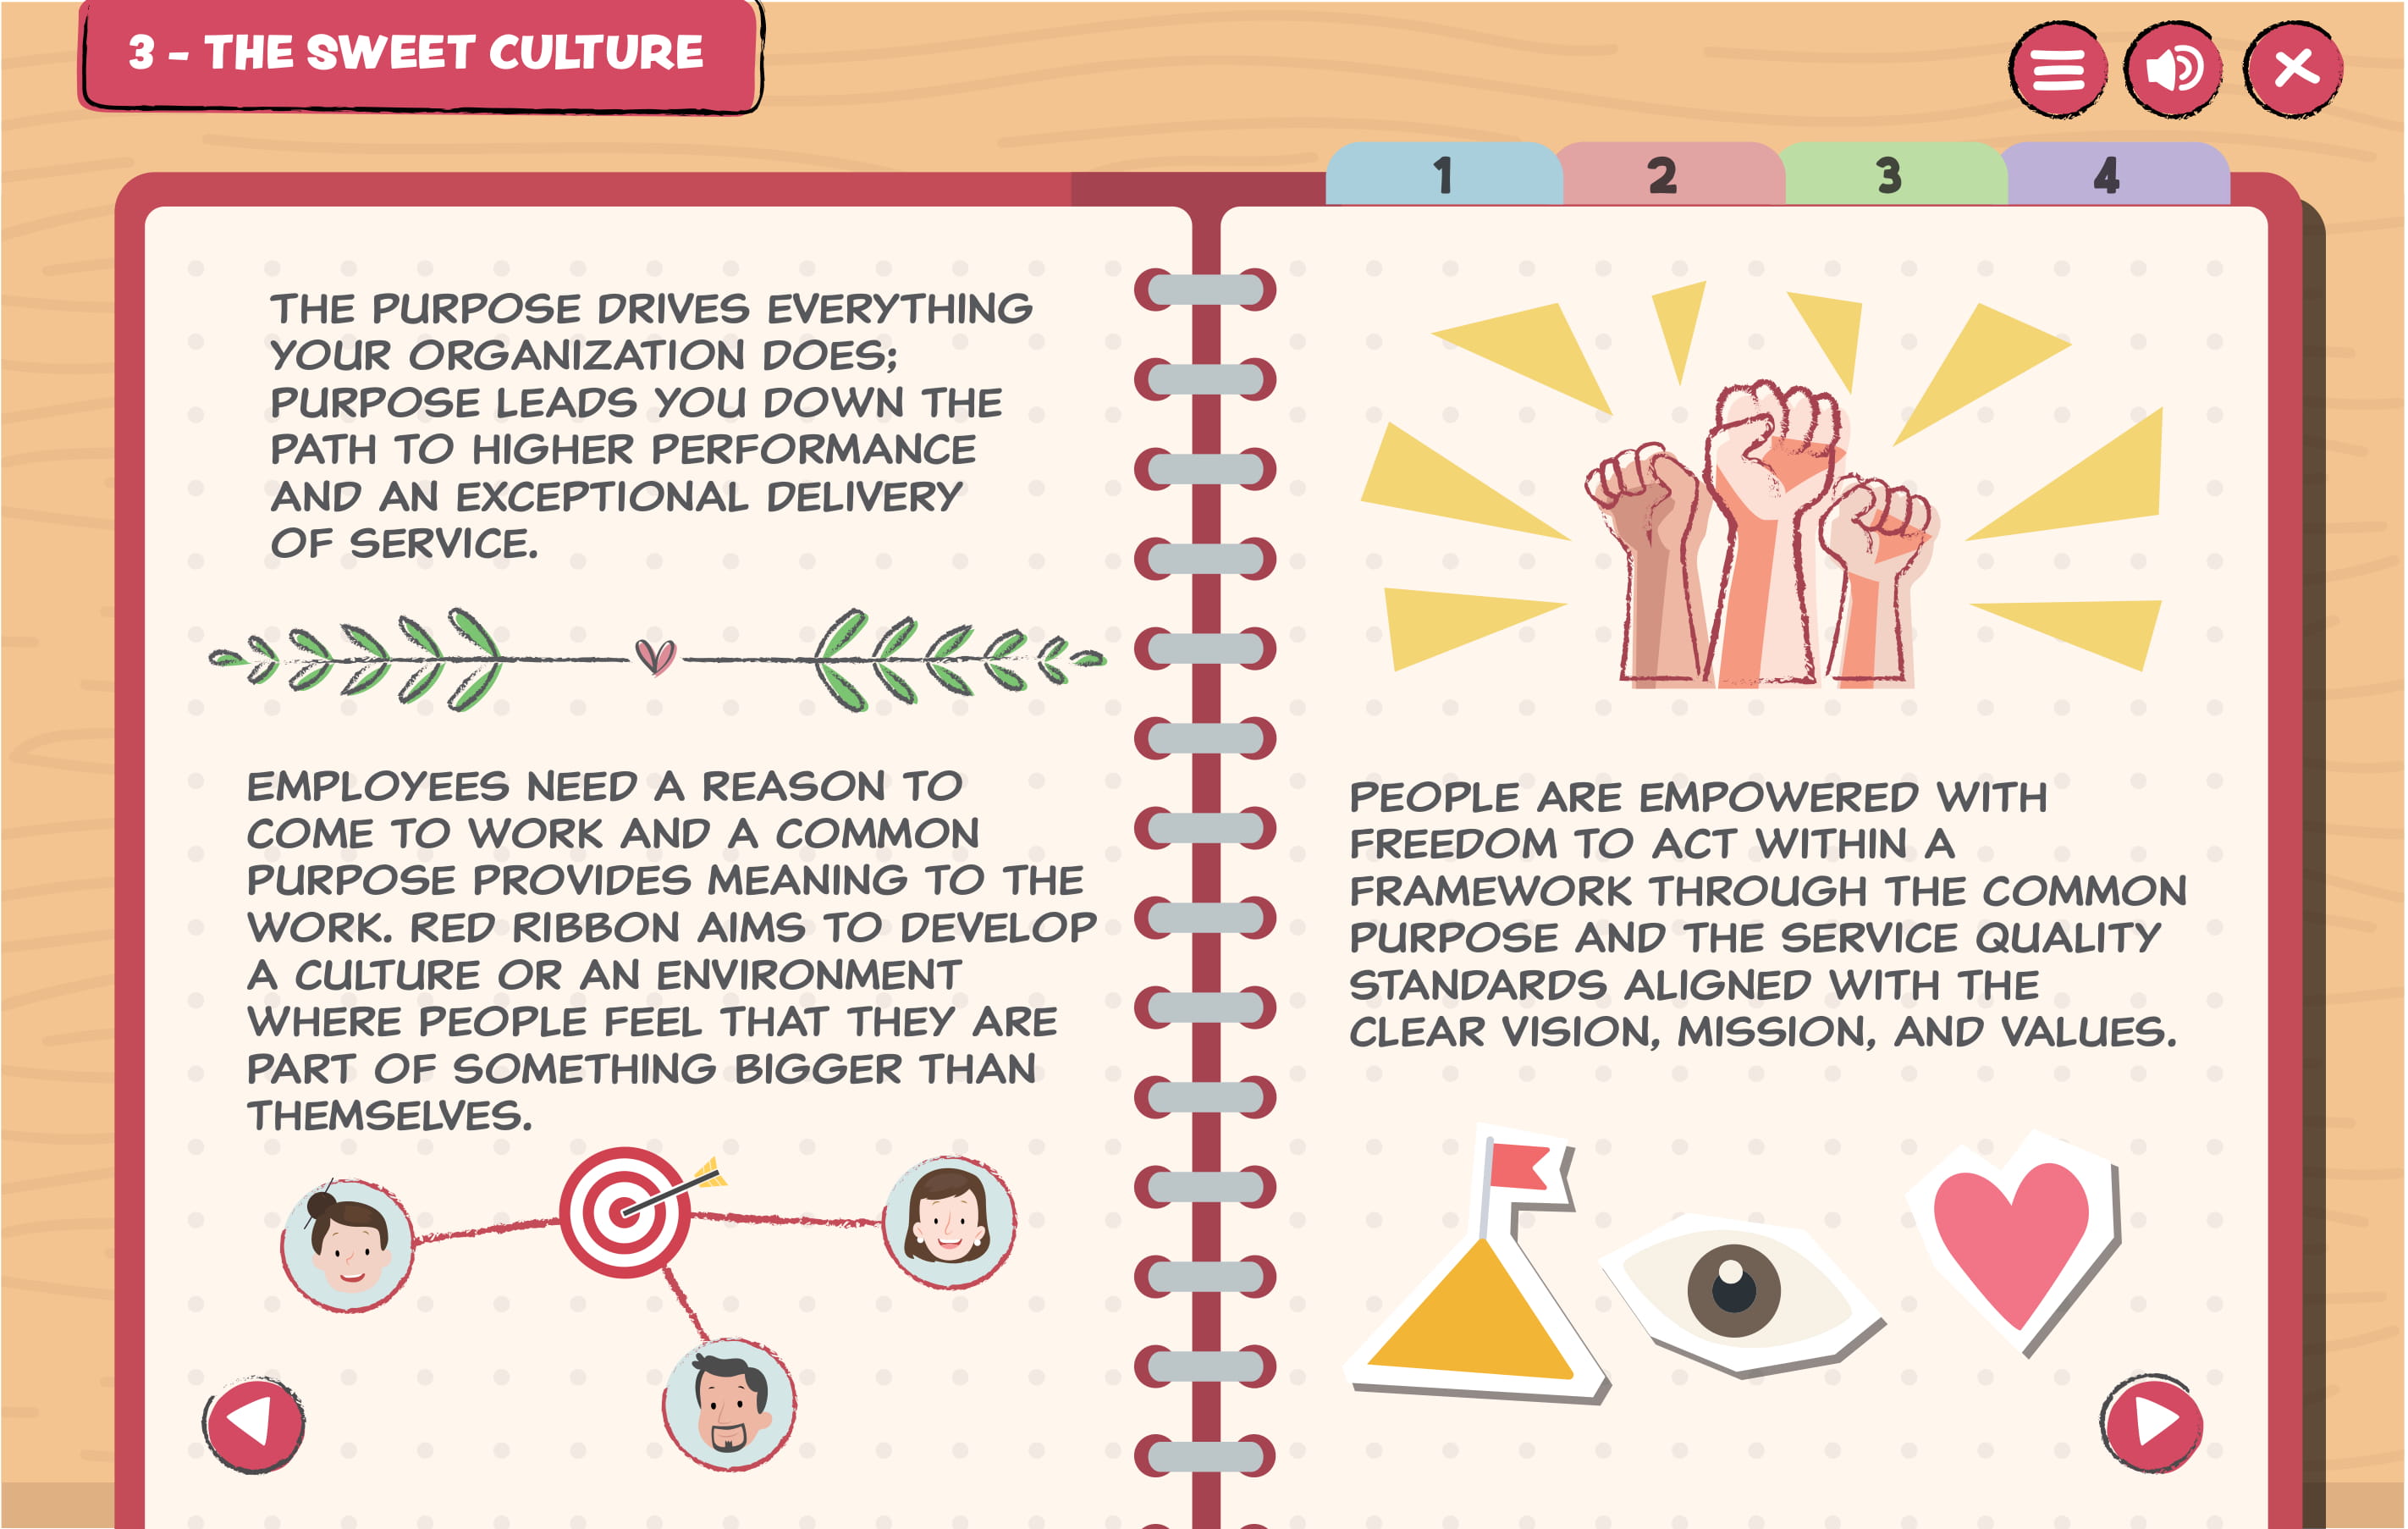 3 - THE SWEET CULTURE
1
2
3
4
THE PURPOSE DRIVES EVERYTHING
YOUR ORGANIZATION DOES;
PURPOSE LEADS YOU DOWN THE
PATH TO HIGHER PERFORMANCE
AND AN EXCEPTIONAL DELIVERY
OF SERVICE.
EMPLOYEES NEED A REASON TO
COME TO WORK AND A COMMON
PURPOSE PROVIDES MEANING TO THE
WORK. RED RIBBON AIMS TO DEVELOP
A CULTURE OR AN ENVIRONMENT
WHERE PEOPLE FEEL THAT THEY ARE
PART OF SOMETHING BIGGER THAN
THEMSELVES.
PEOPLE ARE EMPOWERED WITH
FREEDOM TO ACT WITHIN A
FRAMEWORK THROUGH THE COMMON
PURPOSE AND THE SERVICE QUALITY
STANDARDS ALIGNED WITH THE
CLEAR VISION, MISSION, AND VALUES.